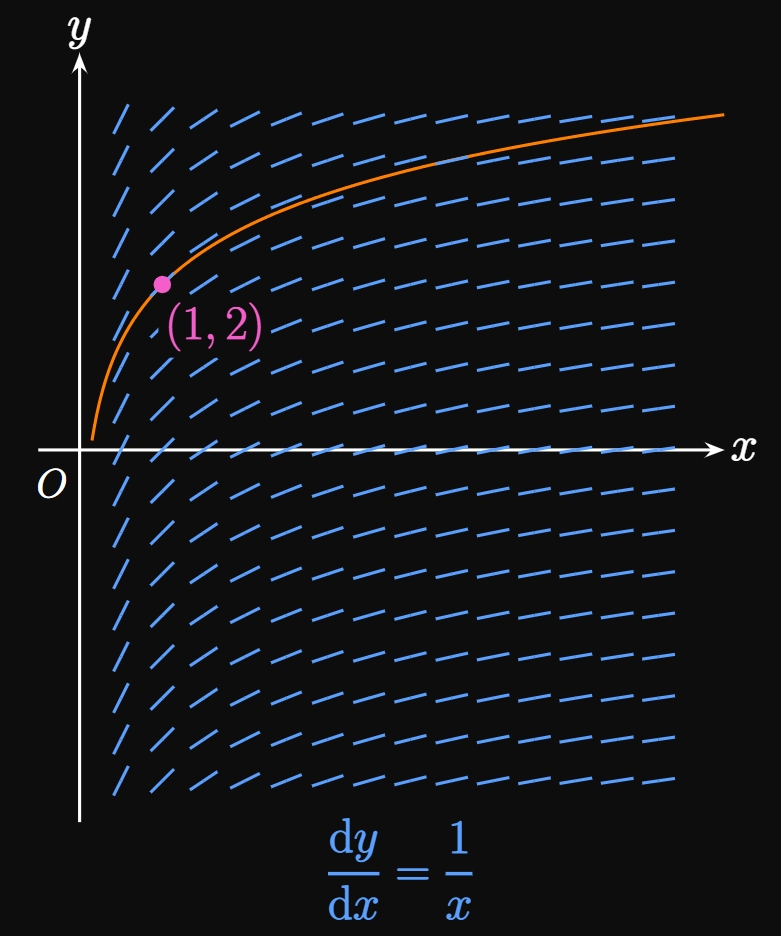 y
(1, 2)
x
O
dy/dx = 1/x